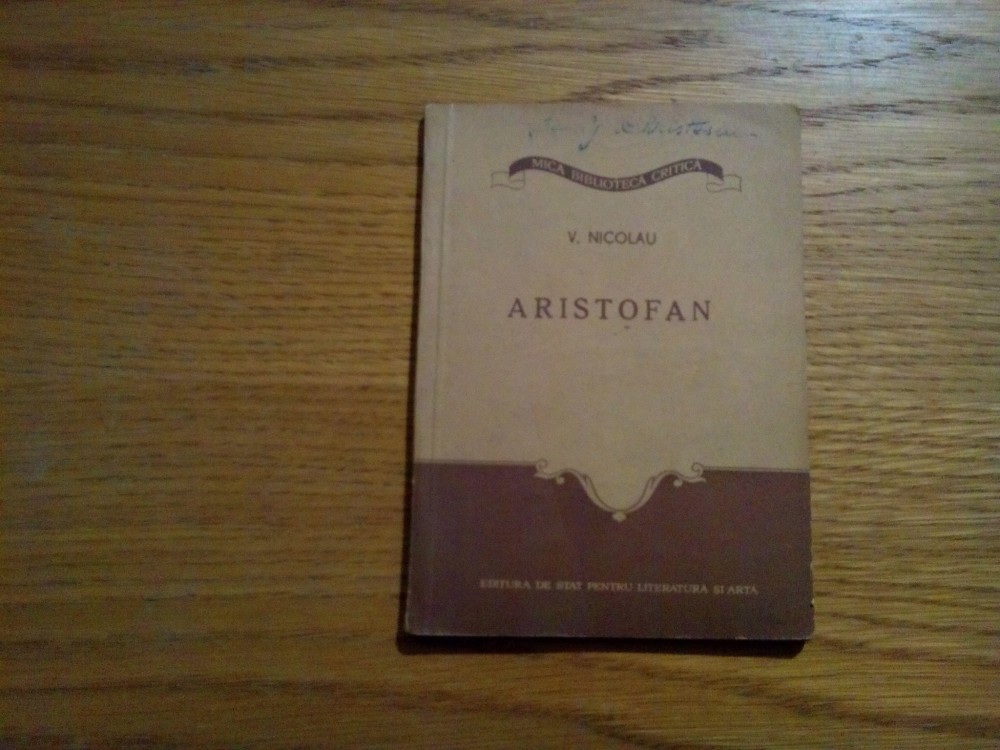 MICA BIBLIOTECĂ CRITICĂ
V. NICOLAU
ARISTOFAN
EDITURA DE STAT PENTRU LITERATURĂ ȘI ARTĂ